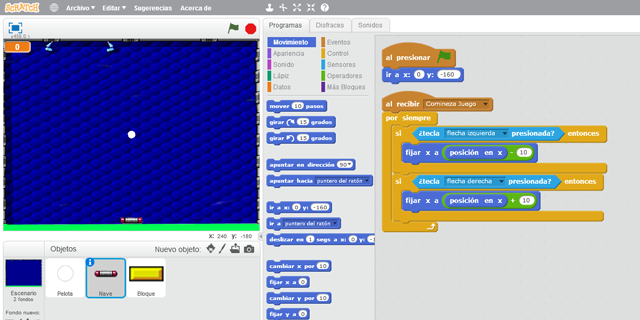 SCRATCH
Archivo
Editar
Sugerencias
Acerca de
0
x: 240 y: -180
Objetos
Nuevo objeto:
Escenario
2 fondos
Fondo nuevo:
Pelota
Nave
Bloque
Programas
Disfraces
Sonidos
Movimiento
Apariencia
Sonido
Lápiz
Datos
Eventos
Control
Sensores
Operadores
Más Bloques
mover 10 pasos
girar 15 grados
girar 15 grados
apuntar en dirección 90
apuntar hacia puntero del ratón
ir a x: 0 y: -160
ir a puntero del ratón
deslizar en 1 segs a x: 0 y:
cambiar x por 10
fijar x a 0
cambiar y por 10
fijar y a 0
al presionar
ir a x: 0 y: -160
al recibir Comineza Juego
por siempre
si ¿tecla flecha izquierda presionada? entonces
fijar x a posición en x - 10
si ¿tecla flecha derecha presionada? entonces
fijar x a posición en x + 10